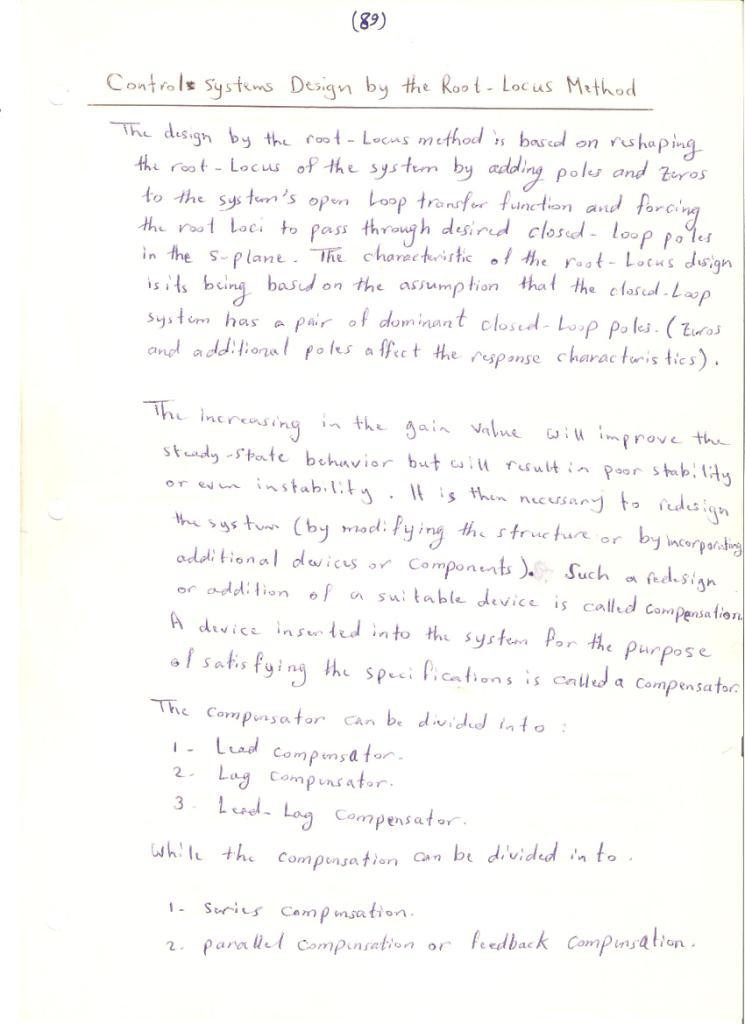 (89)
Control Systems Design by the Root-Locus Method
The design by the root-Locus method is based on reshaping
the root-Locus of the system by adding poles and zeros
to the system's open Loop transfer function and forcing
the root Loci to pass through desired closed-loop poles
in the s-plane. The characteristic of the root-Locus design
is its being based on the assumption that the closed-Loop
system has a pair of dominant closed-Loop poles. (zeros
and additional poles affect the response characteristics).
The increasing in the gain value will improve the
steady-state behavior but will result in poor stability
or even instability. It is then necessary to redesign
the system (by modifying the structure or by incorporating
additional devices or components). Such a redesign
or addition of a suitable device is called compensation.
A device inserted into the system for the purpose
of satisfying the specifications is called a compensator.
The compensator can be divided into :
1- Lead compensator.
2. Lag compensator.
3- Lead-Lag compensator.
while the compensation can be divided in to.
1- series compensation.
2. parallel compensation or feedback compensation.